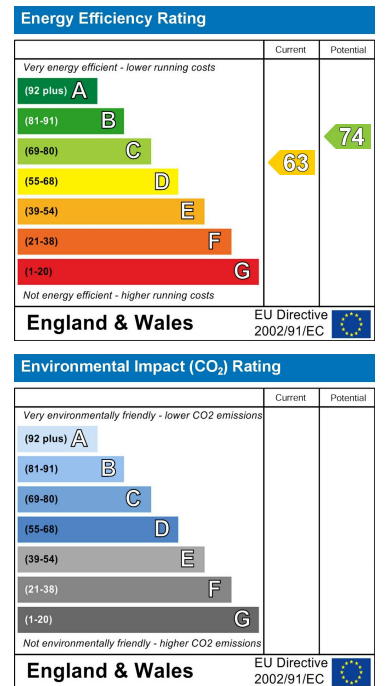 Energy Efficiency Rating
Current Potential
Very energy efficient - lower running costs
(92 plus) A
(81-91) B
74
(69-80) C
63
(55-68) D
(39-54) E
(21-38) F
(1-20) G
Not energy efficient - higher running costs
England & Wales
EU Directive
2002/91/EC
Environmental Impact (CO2) Rating
Current Potential
Very environmentally friendly - lower CO2 emissions
(92 plus) A
(81-91) B
(69-80) C
(55-68) D
(39-54) E
(21-38) F
(1-20) G
Not environmentally friendly - higher CO2 emissions
England & Wales
EU Directive
2002/91/EC